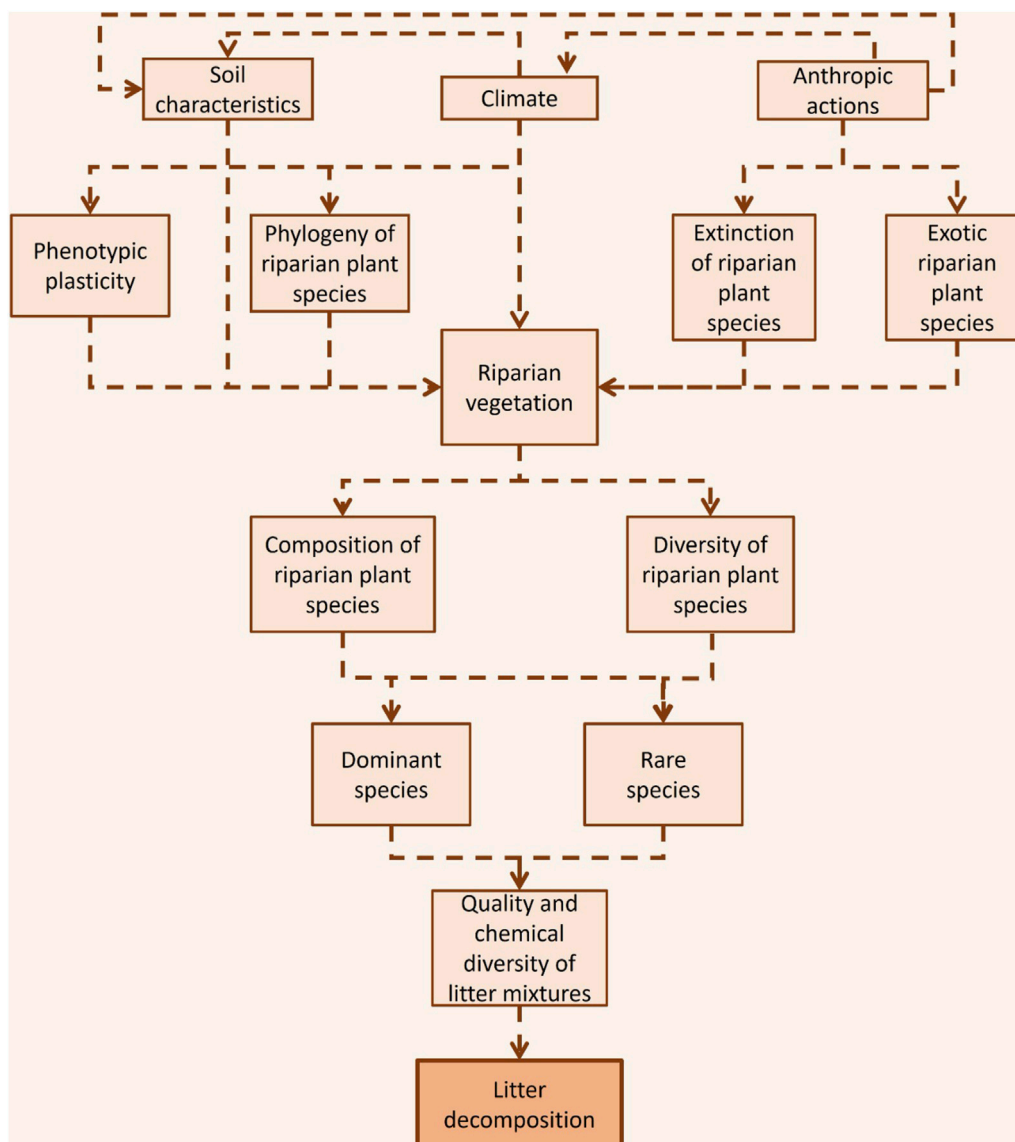 Soil
characteristics
Climate
Anthropic
actions
Phenotypic
plasticity
Phylogeny of
riparian plant
species
Extinction
of riparian
plant
species
Exotic
riparian
plant
species
Riparian
vegetation
Composition of
riparian plant
species
Diversity of
riparian plant
species
Dominant
species
Rare
species
Quality and
chemical
diversity of
litter mixtures
Litter
decomposition